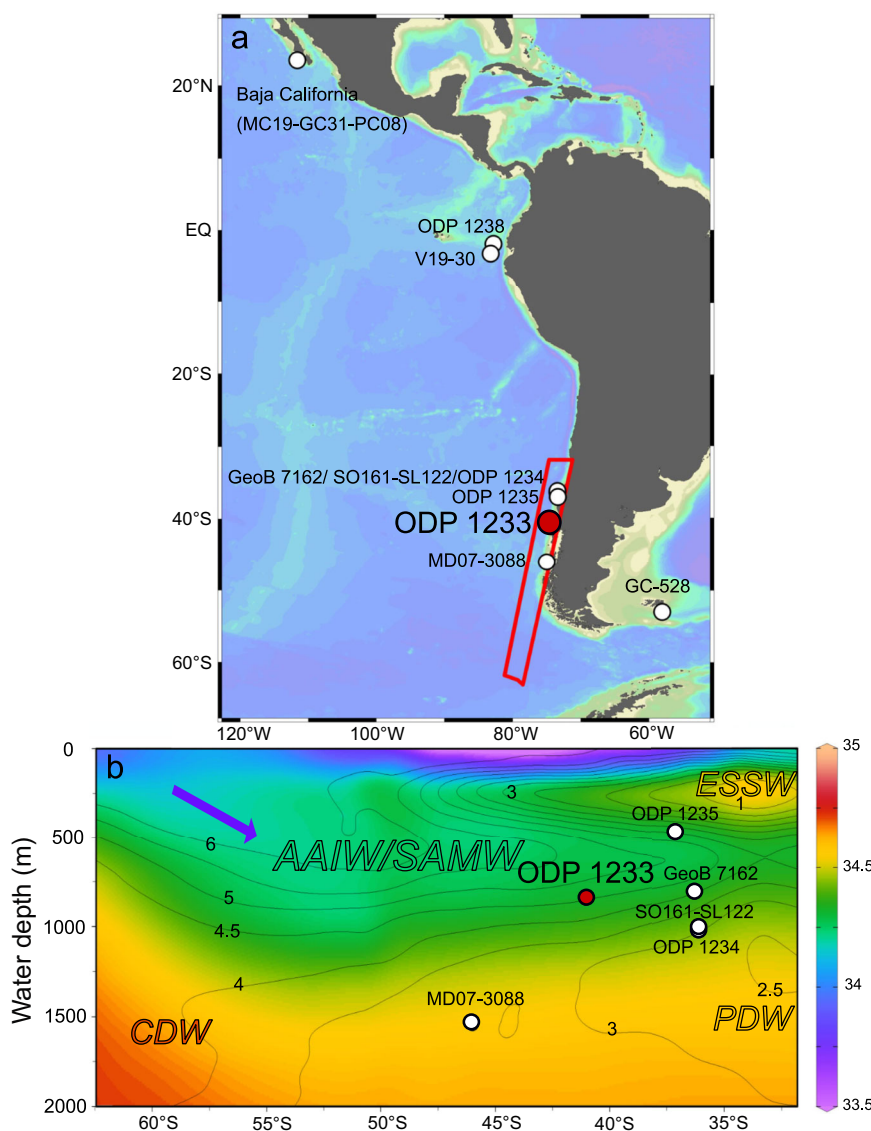 a
20°N
Baja California
(MC19-GC31-PC08)
EQ
ODP 1238
V19-30
20°S
GeoB 7162/ SO161-SL122/ODP 1234
ODP 1235
40°S
ODP 1233
MD07-3088
GC-528
60°S
120°W 100°W 80°W 60°W
b
Water depth (m)
0
500
1000
1500
2000
ESSW
3
1
ODP 1235
6
AAIW/SAMW
ODP 1233
GeoB 7162
5
SO161-SL122
4.5
ODP 1234
4
2.5
MD07-3088
CDW
3
PDW
60°S 55°S 50°S 45°S 40°S 35°S
35
34.5
34
33.5